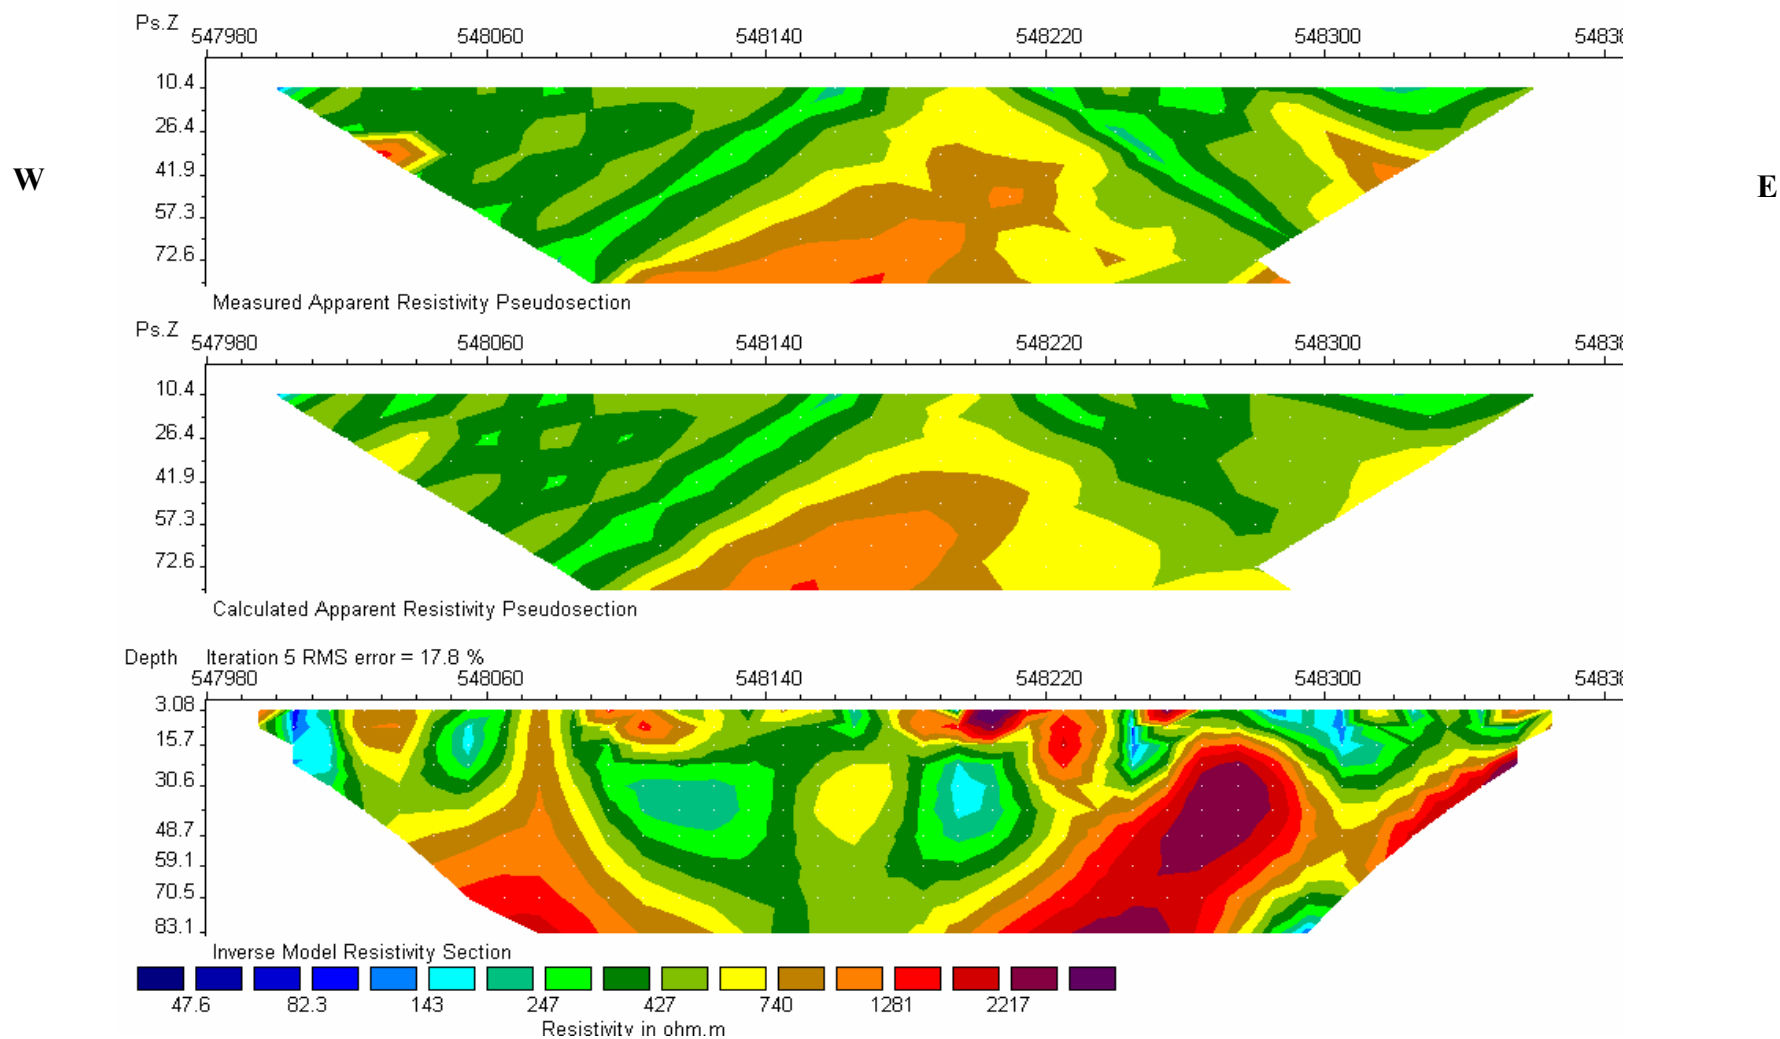 Ps.Z 547980 548060 548140 548220 548300 54838
10.4
26.4
41.9
57.3
72.6
W
E
Measured Apparent Resistivity Pseudosection
Ps.Z 547980 548060 548140 548220 548300 54838
10.4
26.4
41.9
57.3
72.6
Calculated Apparent Resistivity Pseudosection
Depth Iteration 5 RMS error = 17.8 %
547980 548060 548140 548220 548300 54838
3.08
15.7
30.6
48.7
59.1
70.5
83.1
Inverse Model Resistivity Section
47.6 82.3 143 247 427 740 1281 2217
Resistivity in ohm.m